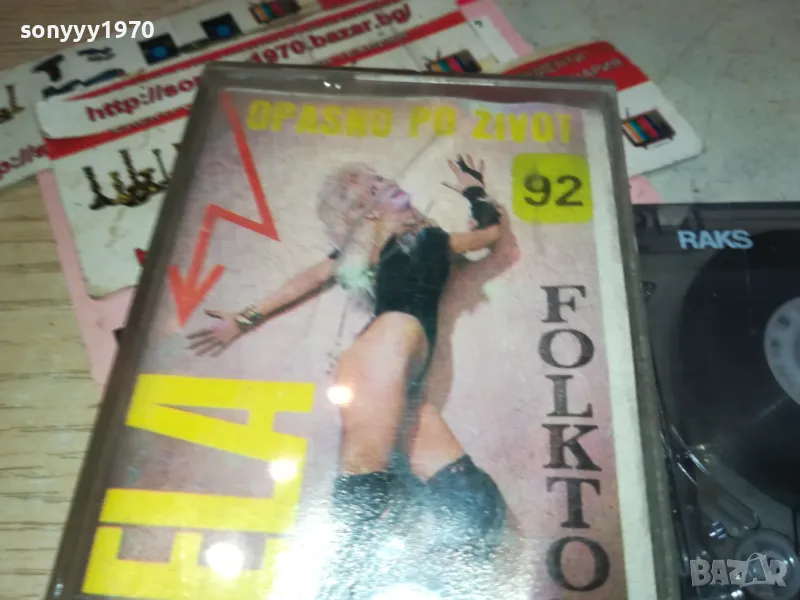 sonyyy1970
http://so
1970.bazar.bg/
OPASNO PO ZIVOT
92
RAKS
FOLKTO
ELA
BAZAR